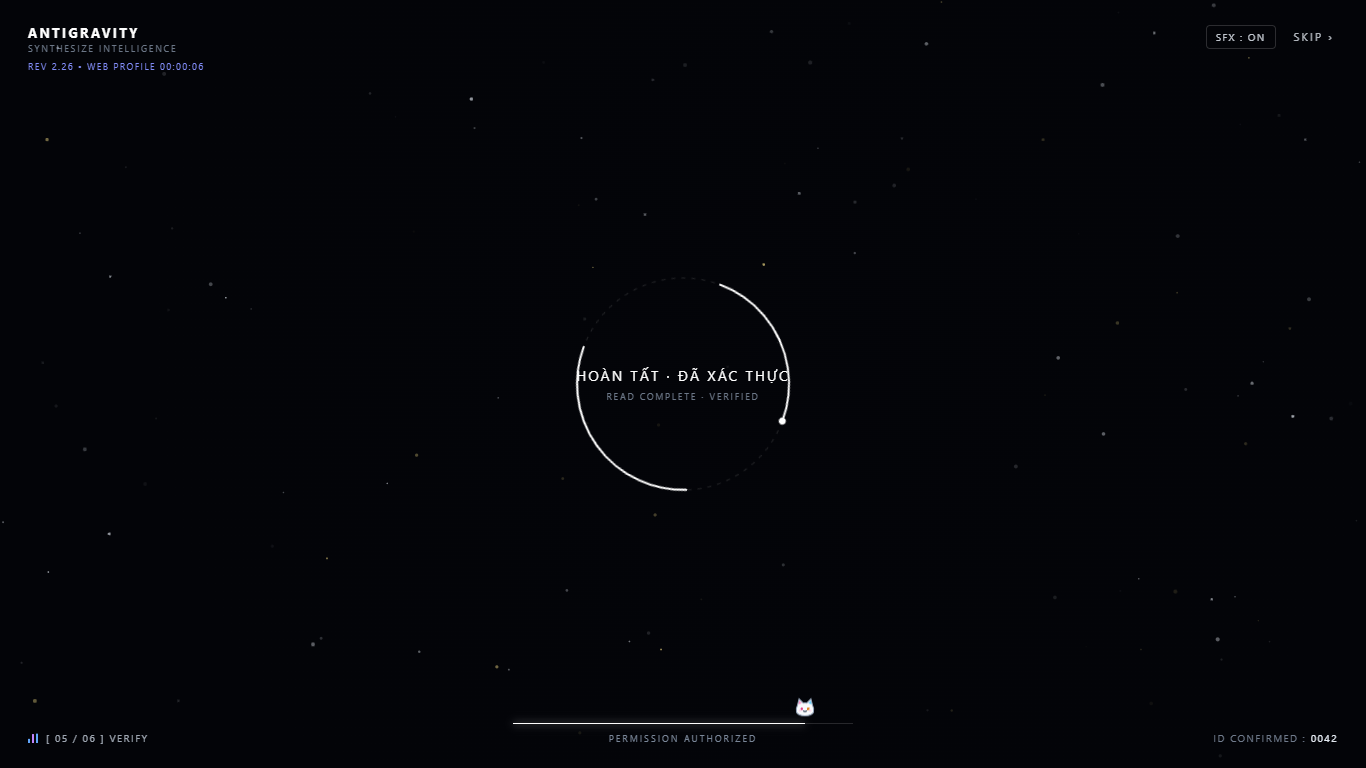 ANTIGRAVITY
SYNTHESIZE INTELLIGENCE
REV 2.26 • WEB PROFILE 00:00:06
SFX : ON
SKIP ›
HOÀN TẤT · ĐÃ XÁC THỰC
READ COMPLETE · VERIFIED
[ 05 / 06 ] VERIFY
PERMISSION AUTHORIZED
ID CONFIRMED : 0042